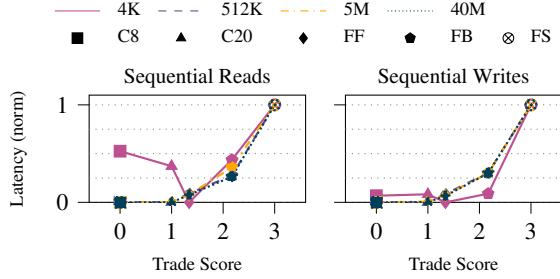 4K 512K 5M 40M
C8 C20 FF FB FS
Sequential Reads Sequential Writes
Latency (norm)
1
0
0 1 2 3 0 1 2 3
Trade Score Trade Score